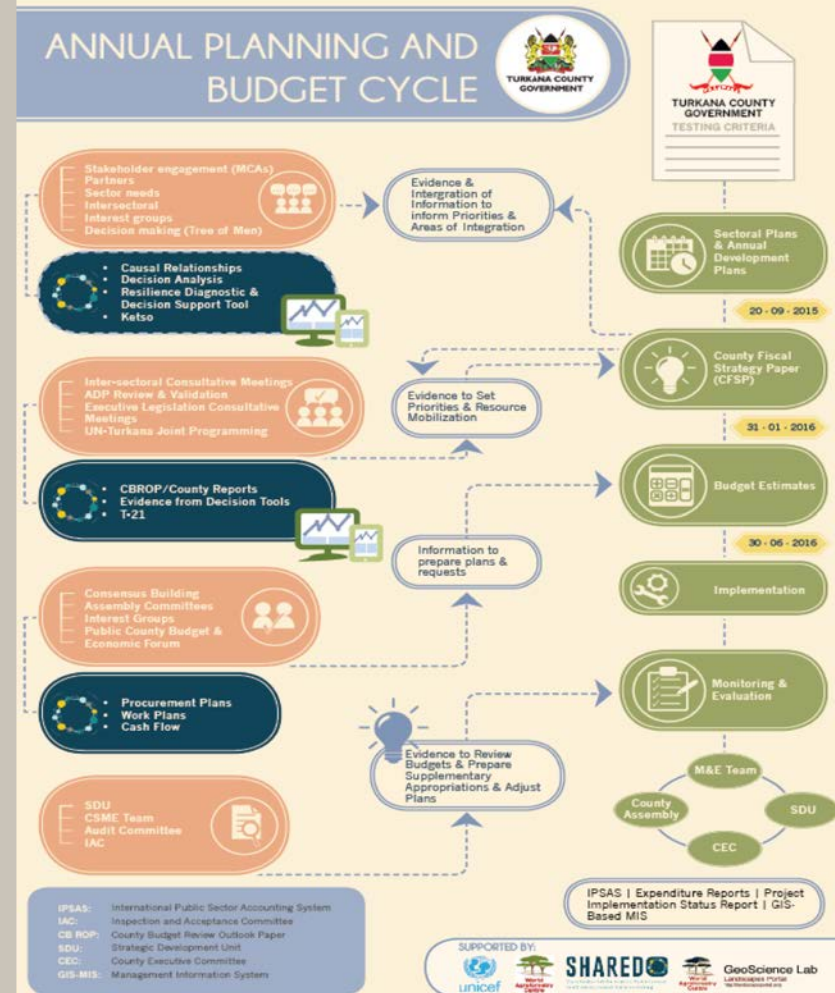 ANNUAL PLANNING AND
BUDGET CYCLE
TURKANA COUNTY
GOVERNMENT
TURKANA COUNTY
GOVERNMENT
TESTING CRITERIA
Stakeholder engagement (MCAs)
Partners
Sector needs
Intersectoral
Interest groups
Decision making (Tree of Men)
Evidence &
Intergration of
Information to
inform Priorities &
Areas of Integration
Sectoral Plans
& Annual
Development
Plans
• Causal Relationships
• Decision Analysis
• Resilience Diagnostic &
Decision Support Tool
• Ketso
20 - 09 - 2015
County Fiscal
Strategy Paper
(CFSP)
Inter-sectoral Consultative Meetings
ADP Review & Validation
Executive Legislation Consultative
Meetings
UN-Turkana Joint Programming
Evidence to Set
Priorities & Resource
Mobilization
31 - 01 - 2016
• CBROP/County Reports
• Evidence from Decision Tools
• T-21
Budget Estimates
30 - 06 - 2016
Information to
prepare plans &
requests
Implementation
Consensus Building
Assembly Committees
Interest Groups
Public County Budget &
Economic Forum
Monitoring &
Evaluation
• Procurement Plans
• Work Plans
• Cash Flow
Evidence to Review
Budgets & Prepare
Supplementary
Appropriations & Adjust
Plans
M&E Team
County
Assembly
SDU
CEC
SDU
CSME Team
Audit Committee
IAC
IPSAS | Expenditure Reports | Project
Implementation Status Report | GIS-
Based MIS
IPSAS: International Public Sector Accounting System
IAC: Inspection and Acceptance Committee
CB ROP: County Budget Review Outlook Paper
SDU: Strategic Development Unit
CEC: County Executive Committee
GIS-MIS: Management Information System
SUPPORTED BY:
unicef
World
Agroforestry
Centre
SHARED
World
Agroforestry
Centre
GeoScience Lab
Landscapes Portal